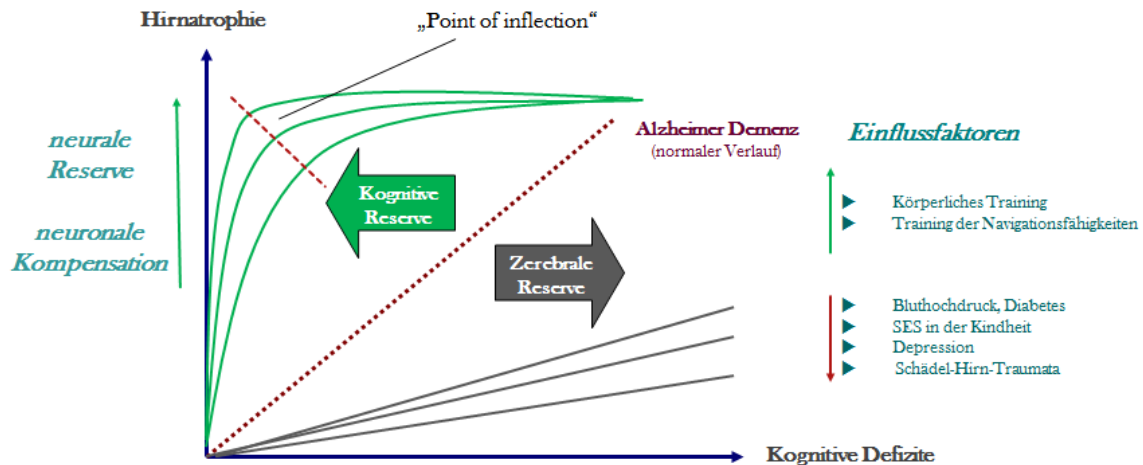 Hirnatrophie
„Point of inflection“
neurale
Reserve
neuronale
Kompensation
Kognitive
Reserve
Alzheimer Demenz
(normaler Verlauf)
Zerebrale
Reserve
Kognitive Defizite
Einflussfaktoren
Körperliches Training
Training der Navigationsfähigkeiten
Bluthochdruck, Diabetes
SES in der Kindheit
Depression
Schädel-Hirn-Traumata